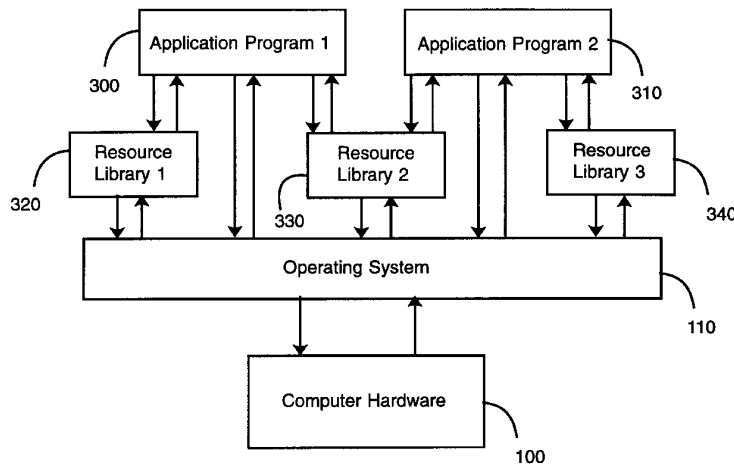 Application Program 1
Application Program 2
300
310
Resource
Library 1
Resource
Library 2
Resource
Library 3
320
330
340
Operating System
110
Computer Hardware
100